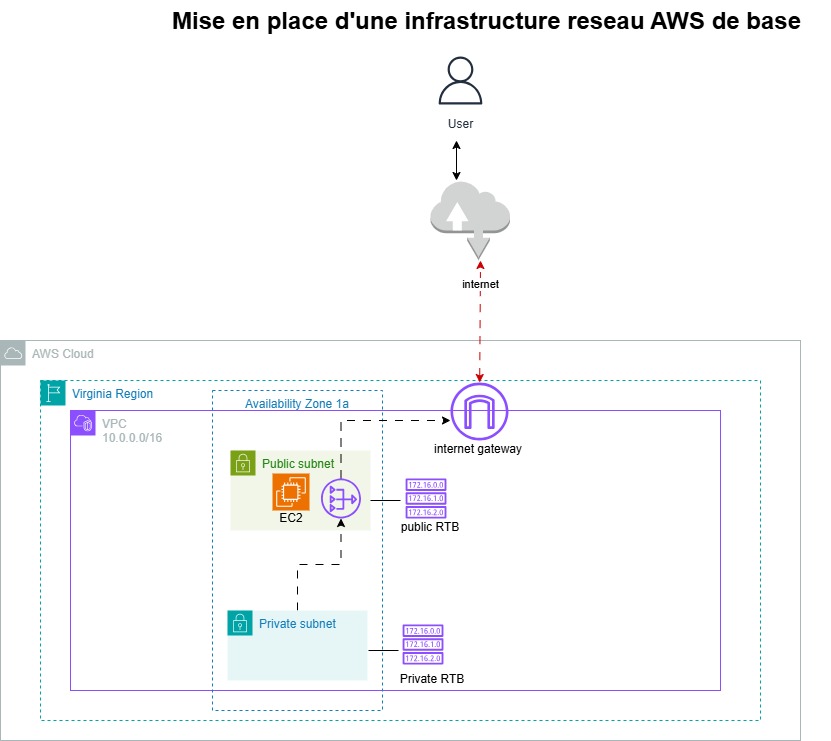 Mise en place d'une infrastructure reseau AWS de base
User
internet
AWS Cloud
Virginia Region
Availability Zone 1a
VPC
10.0.0.0/16
internet gateway
Public subnet
EC2
172.16.0.0
172.16.1.0
172.16.2.0
public RTB
Private subnet
172.16.0.0
172.16.1.0
172.16.2.0
Private RTB